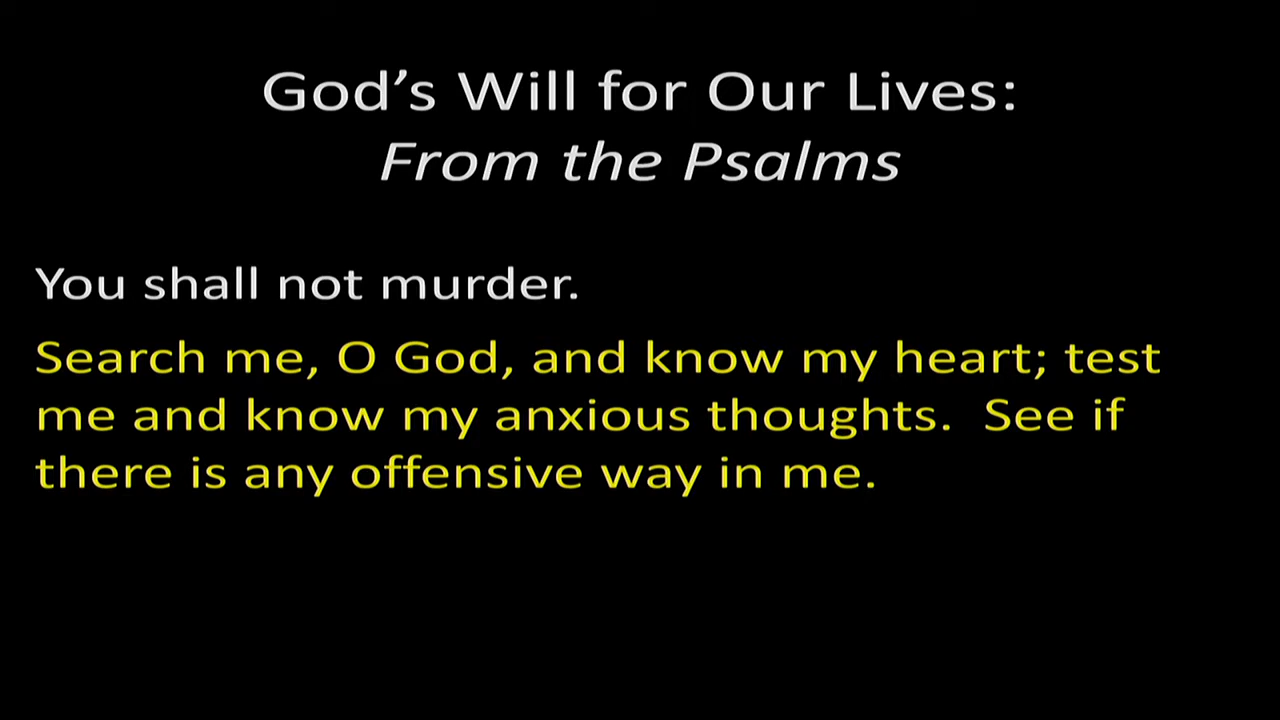 God’s Will for Our Lives:
From the Psalms
You shall not murder.
Search me, O God, and know my heart; test
me and know my anxious thoughts.  See if
there is any offensive way in me.